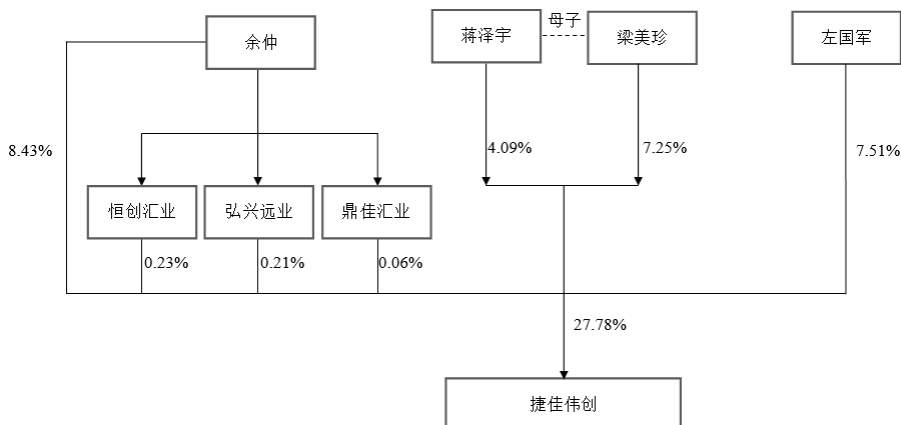 母子
余仲
蒋泽宇
梁美珍
左国军
8.43%
4.09%
7.25%
7.51%
恒创汇业
弘兴远业
鼎佳汇业
0.23%
0.21%
0.06%
27.78%
捷佳伟创